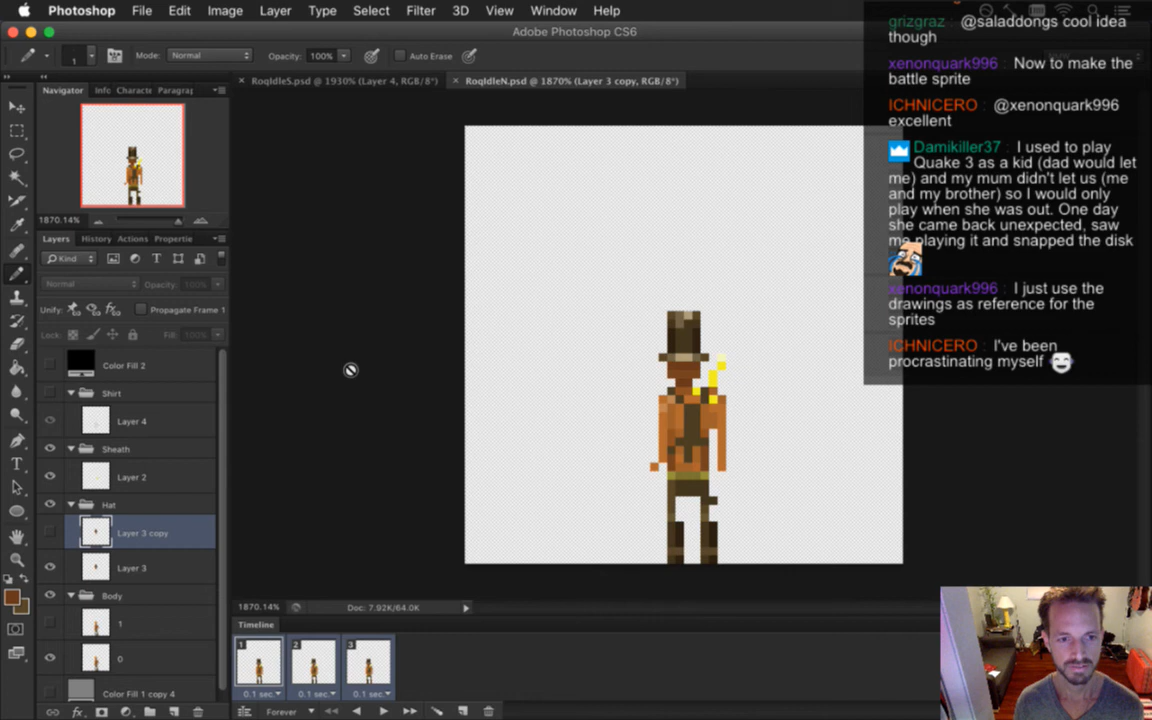 Photoshop File Edit Image Layer Type Select Filter 3D View Window Help
Adobe Photoshop CS6
1 Mode: Normal Opacity: 100% Auto Erase
RoqIdleS.psd @ 1930% (Layer 4, RGB/8*) RoqIdleN.psd @ 1870% (Layer 3 copy, RGB/8*)
Navigator Info Characte Paragraj
1870.14%
Layers History Actions Propertie
Kind
Normal Opacity: 100%
Unify: Propagate Frame 1
Lock: Fill: 100%
Color Fill 2
Shirt
Layer 4
Sheath
Layer 2
Hat
Layer 3 copy
Layer 3
Body
1
0
Color Fill 1 copy 4
1870.14% Doc: 7.92K/64.0K
Timeline
1 2 3
0.1 sec. 0.1 sec. 0.1 sec.
Forever
grizgraz : @saladdongs cool idea
though
xenonquark996 : Now to make the
battle sprite
ICHNICERO : @xenonquark996
excellent
Damikiller37 : I used to play
Quake 3 as a kid (dad would let
me) and my mum didn't let us (me
and my brother) so I would only
play when she was out. One day
she came back unexpected, saw
me playing it and snapped the disk
xenonquark996 : I just use the
drawings as reference for the
sprites
ICHNICERO : I've been
procrastinating myself